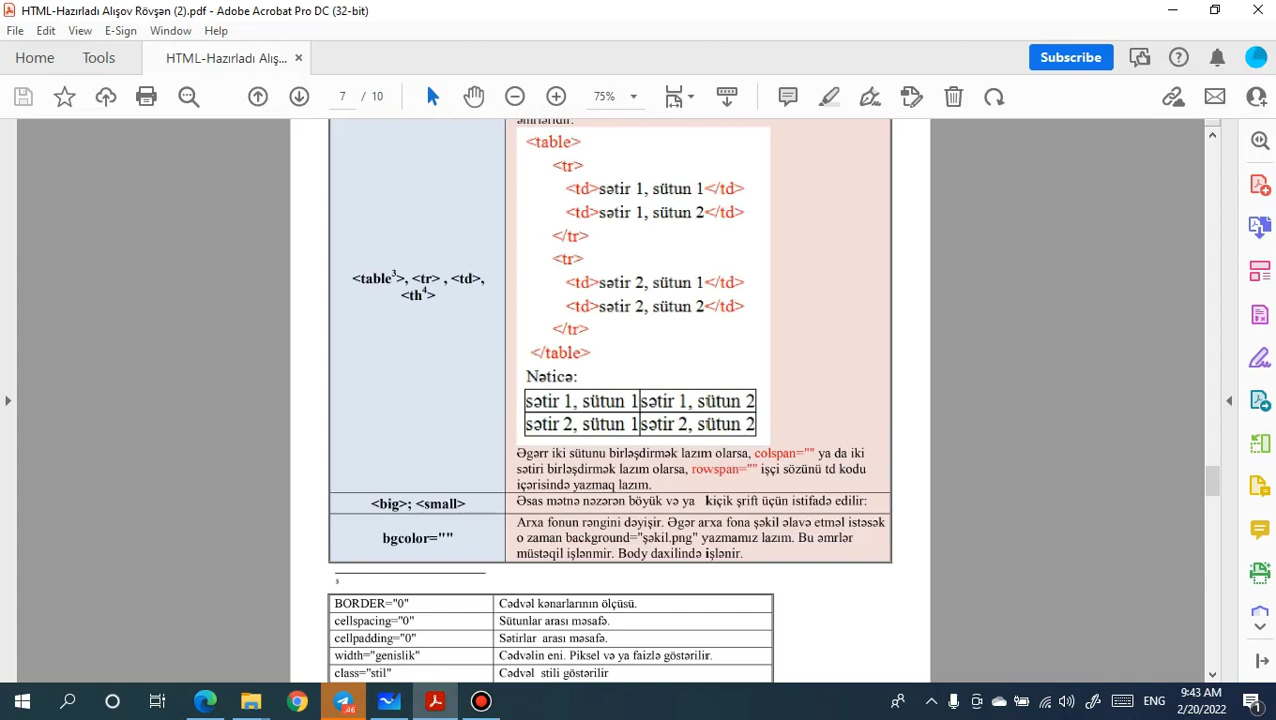 HTML-Hazırladı Alışov Rövşən (2).pdf - Adobe Acrobat Pro DC (32-bit)
File Edit View E-Sign Window Help
Home Tools HTML-Hazırladı Alış... Subscribe
7 / 10 75%
əmrləridir.
<table>
<tr>
<td>sətir 1, sütun 1</td>
<td>sətir 1, sütun 2</td>
</tr>
<tr>
<td>sətir 2, sütun 1</td>
<td>sətir 2, sütun 2</td>
</tr>
</table>
<table3>, <tr> , <td>,
<th4>
Nəticə:
sətir 1, sütun 1 sətir 1, sütun 2
sətir 2, sütun 1 sətir 2, sütun 2
Əgərr iki sütunu birləşdirmək lazım olarsa, colspan="" ya da iki
sətiri birləşdirmək lazım olarsa, rowspan="" işçi sözünü td kodu
içərisində yazmaq lazım.
<big>; <small> Əsas mətnə nəzərən böyük və ya kiçik şrift üçün istifadə edilir:
bgcolor=""
Arxa fonun rəngini dəyişir. Əgər arxa fona şəkil əlavə etməl istəsək
o zaman background="şəkil.png" yazmamız lazım. Bu əmrlər
müstəqil işlənmir. Body daxilində işlənir.
BORDER="0" Cədvəl kənarlarının ölçüsü.
cellspacing="0" Sütunlar arası məsafə.
cellpadding="0" Sətirlar arası məsafə.
width="genislik" Cədvəlin eni. Piksel və ya faizlə göstərilir.
class="stil" Cədvəl stili göstərilir
46
ENG
9:43 AM
2/20/2022
1